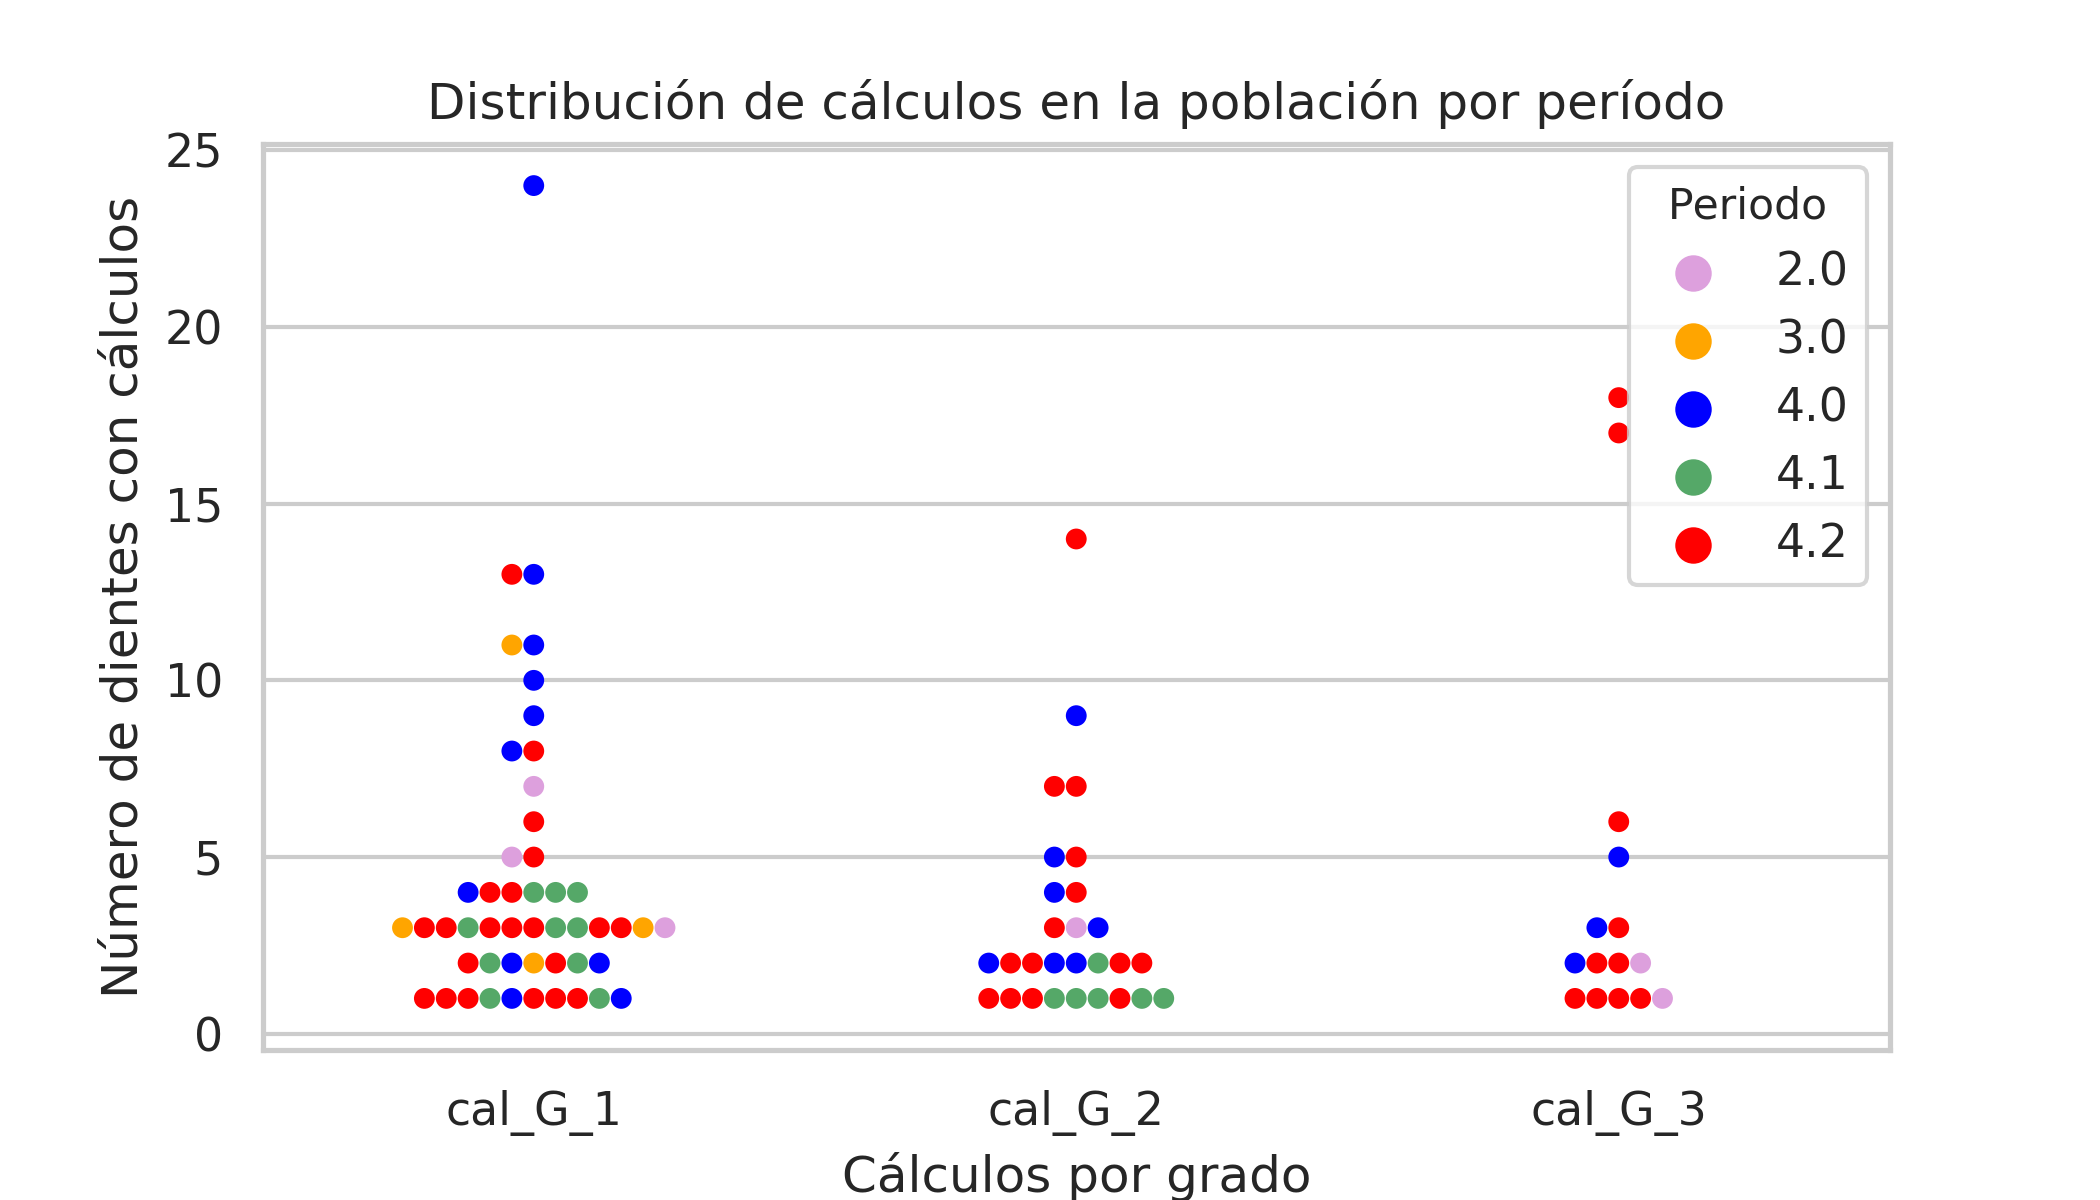 Distribución de cálculos en la población por período
Número de dientes con cálculos
25
20
15
10
5
0
Periodo
2.0
3.0
4.0
4.1
4.2
cal_G_1
cal_G_2
cal_G_3
Cálculos por grado